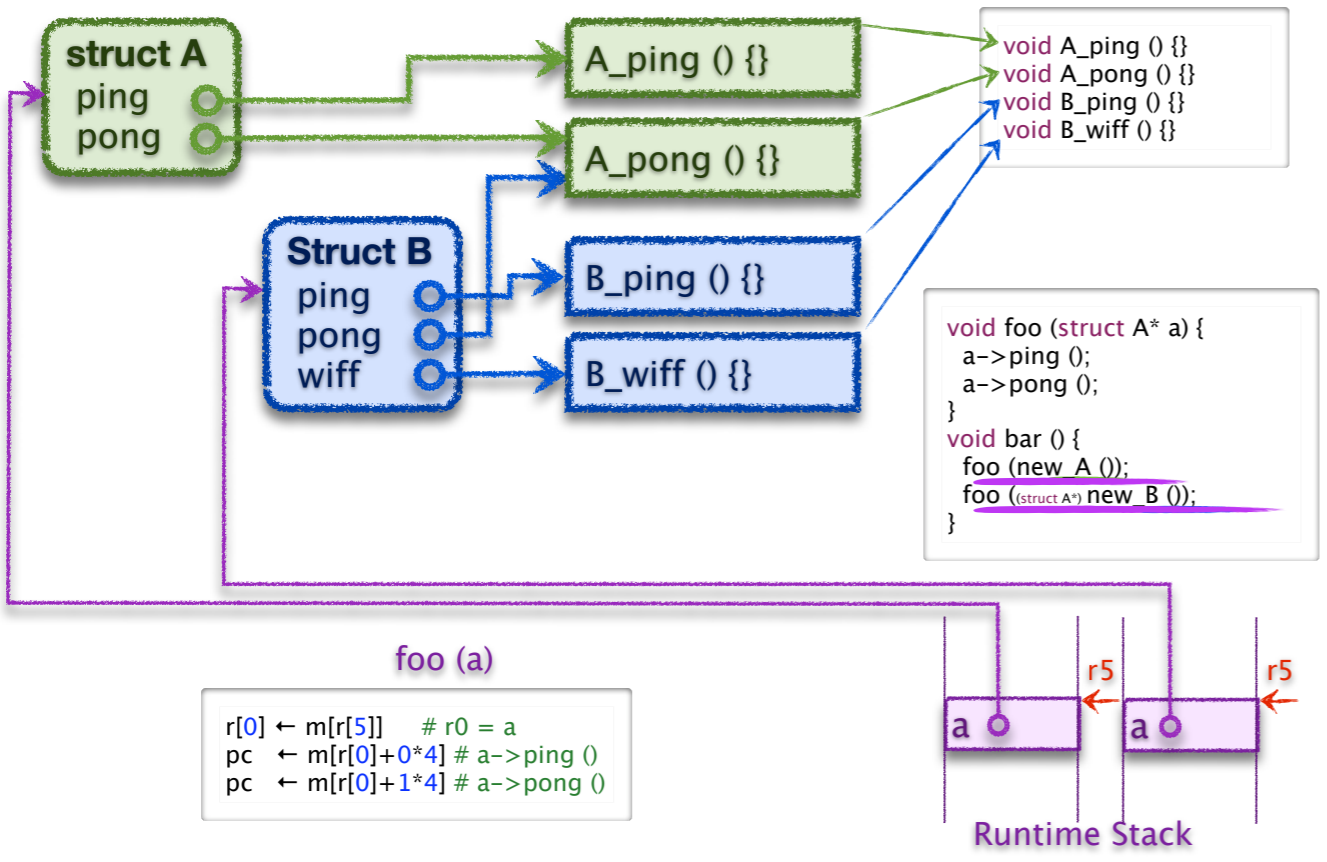 struct A
ping
pong
A_ping () {}
A_pong () {}
void A_ping () {}
void A_pong () {}
void B_ping () {}
void B_wiff () {}
Struct B
ping
pong
wiff
B_ping () {}
B_wiff () {}
void foo (struct A* a) {
a->ping ();
a->pong ();
}
void bar () {
foo (new_A ());
foo ((struct A*) new_B ());
}
foo (a)
r[0] ← m[r[5]] # r0 = a
pc ← m[r[0]+0*4] # a->ping ()
pc ← m[r[0]+1*4] # a->pong ()
r5
r5
a
a
Runtime Stack